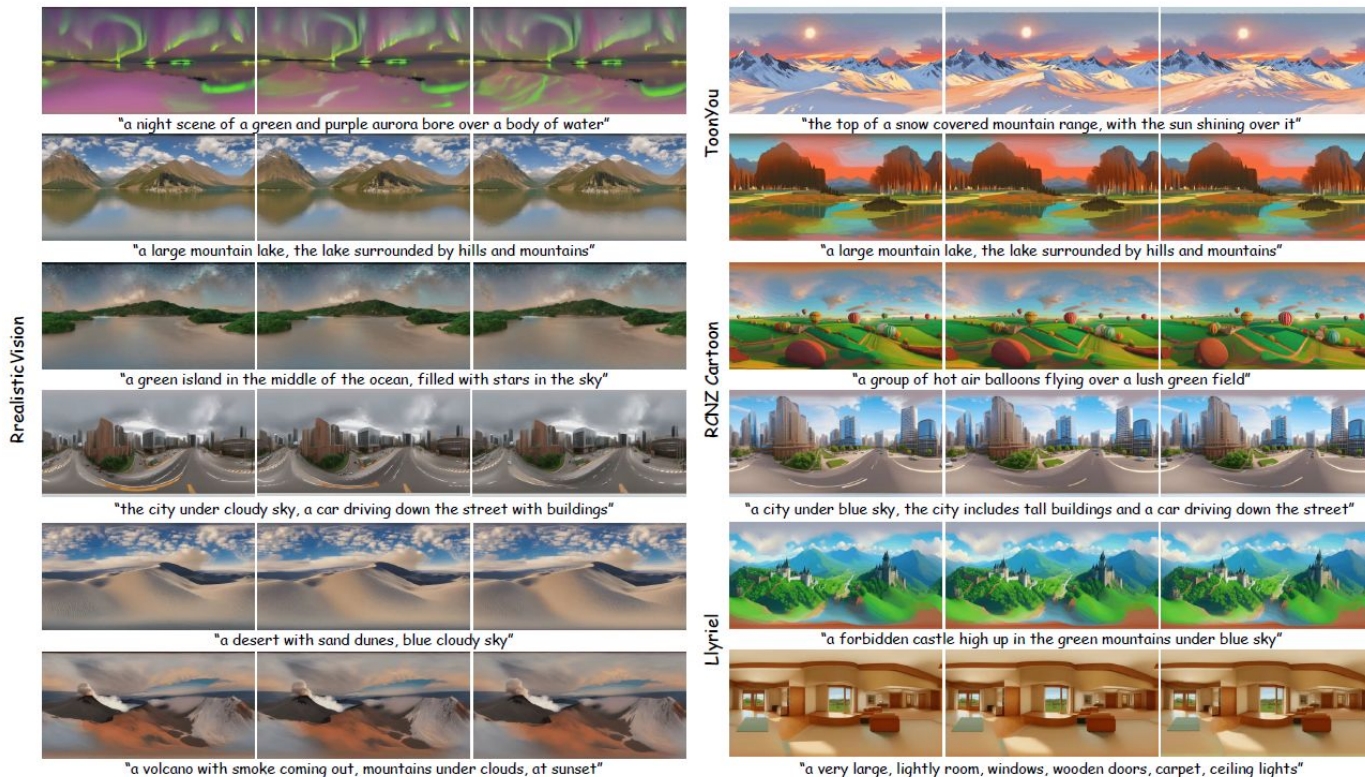 RrealisticVision
"a night scene of a green and purple aurora bore over a body of water"
"a large mountain lake, the lake surrounded by hills and mountains"
"a green island in the middle of the ocean, filled with stars in the sky"
"the city under cloudy sky, a car driving down the street with buildings"
"a desert with sand dunes, blue cloudy sky"
"a volcano with smoke coming out, mountains under clouds, at sunset"
ToonYou
"the top of a snow covered mountain range, with the sun shining over it"
"a large mountain lake, the lake surrounded by hills and mountains"
RCNZ Cartoon
"a group of hot air balloons flying over a lush green field"
"a city under blue sky, the city includes tall buildings and a car driving down the street"
Llyriel
"a forbidden castle high up in the green mountains under blue sky"
"a very large, lightly room, windows, wooden doors, carpet, ceiling lights"